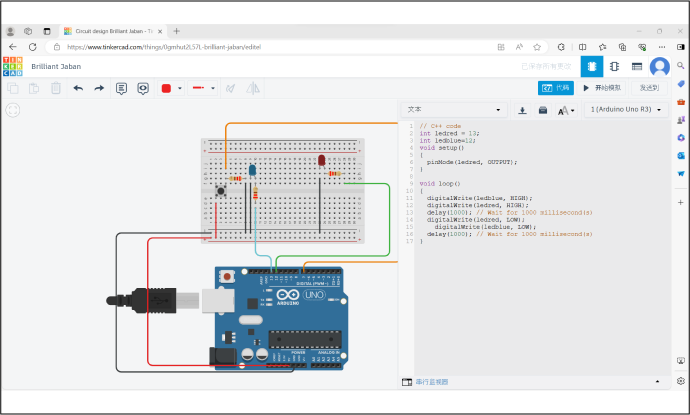 Circuit design Brilliant Jaban - Ti
https://www.tinkercad.com/things/0gmhut2L57L-brilliant-jaban/editel
TIN
KER
CAD
Brilliant Jaban
已保存所有更改
代码
开始模拟
发送到
文本
1 (Arduino Uno R3)
1 // C++ code
2 int ledred = 13;
3 int ledblue=12;
4 void setup()
5 {
6 pinMode(ledred, OUTPUT);
7 }
8
9 void loop()
10 {
11 digitalWrite(ledblue, HIGH);
12 digitalWrite(ledred, HIGH);
13 delay(1000); // Wait for 1000 millisecond(s)
14 digitalWrite(ledred, LOW);
15 digitalWrite(ledblue, LOW);
16 delay(1000); // Wait for 1000 millisecond(s)
17 }
DIGITAL (PWM~)
UNO
ARDUINO
POWER
ANALOG IN
串行监视器